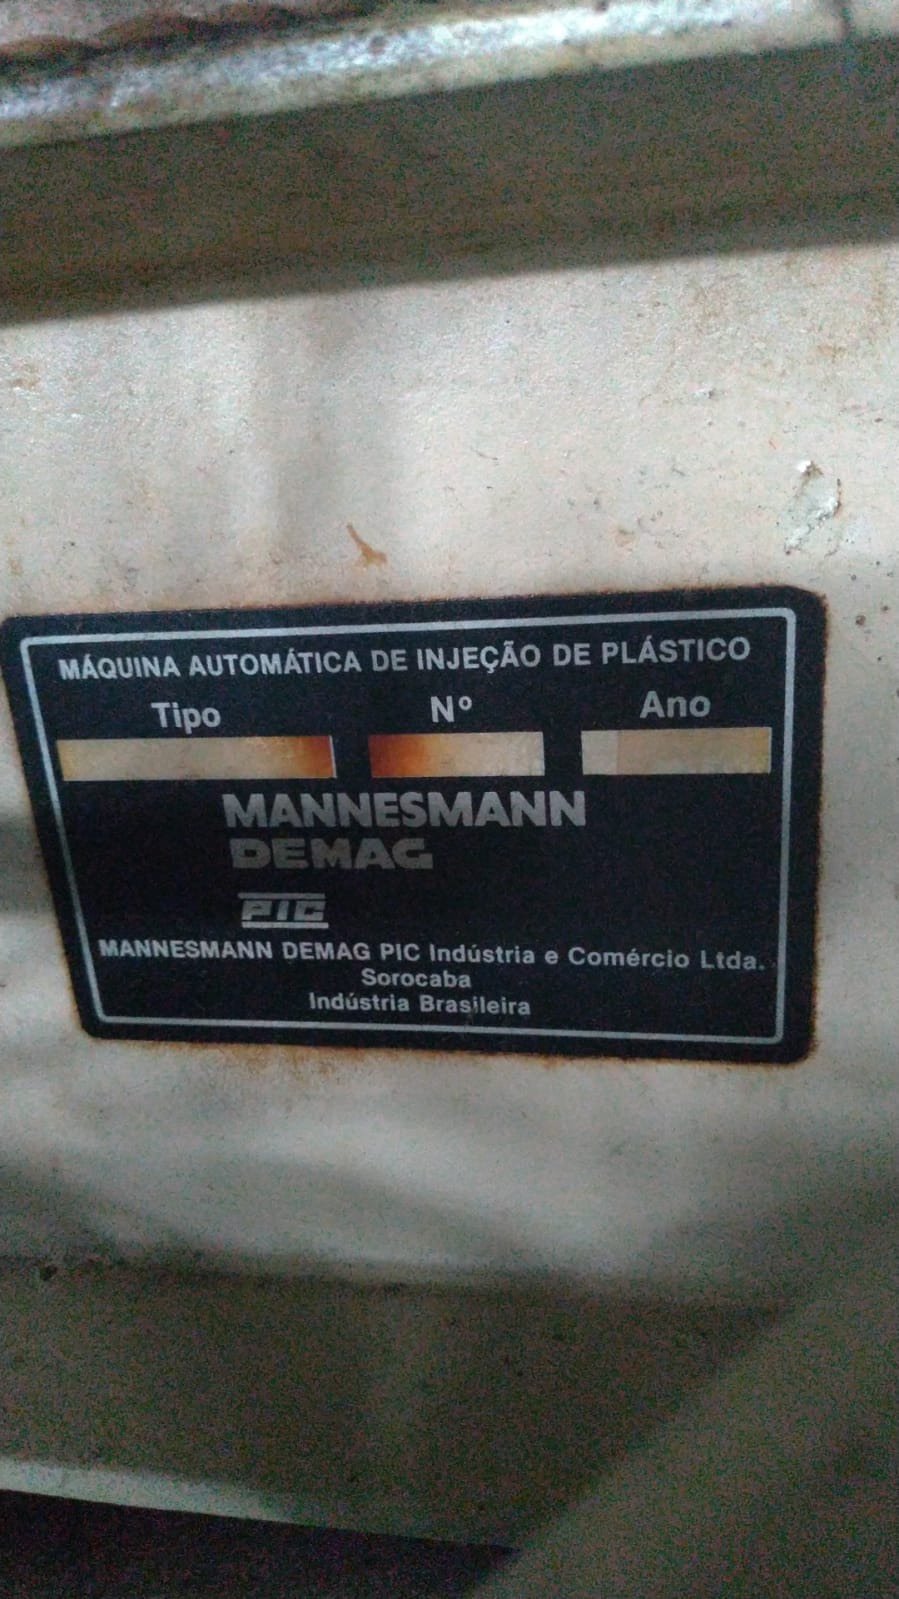 MÁQUINA AUTOMÁTICA DE INJEÇÃO DE PLÁSTICO
Tipo Nº Ano
MANNESMANN
DEMAG
PIC
MANNESMANN DEMAG PIC Indústria e Comércio Ltda.
Sorocaba
Indústria Brasileira